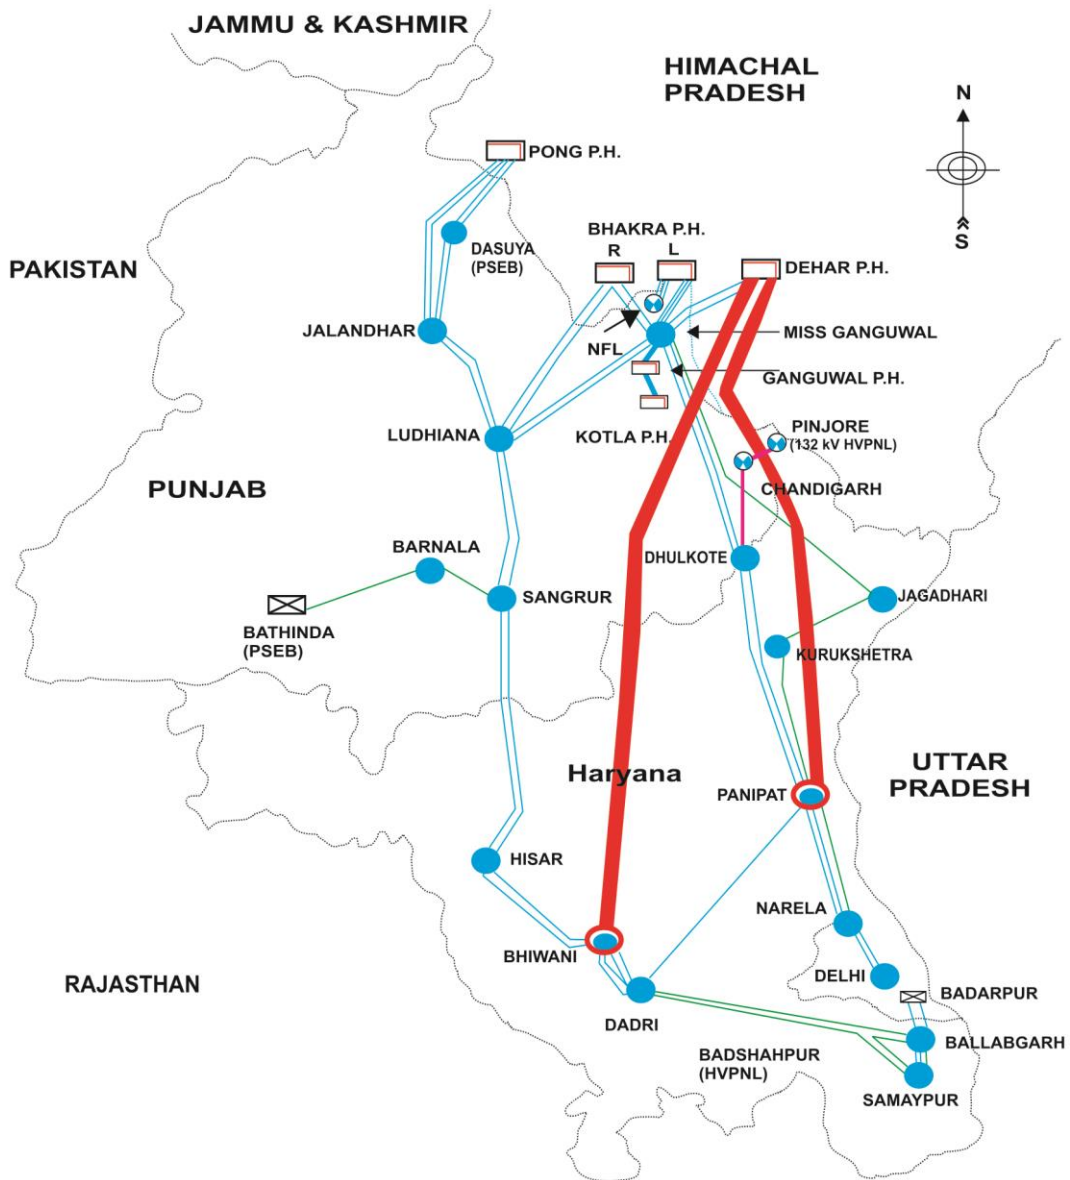 JAMMU & KASHMIR
HIMACHAL
PRADESH
N
S
PONG P.H.
DASUYA
(PSEB)
BHAKRA P.H.
R
L
DEHAR P.H.
PAKISTAN
JALANDHAR
NFL
MISS GANGUWAL
GANGUWAL P.H.
KOTLA P.H.
LUDHIANA
PINJORE
(132 kV HVPNL)
CHANDIGARH
PUNJAB
BARNALA
DHULKOTE
SANGRUR
JAGADHARI
BATHINDA
(PSEB)
KURUKSHETRA
Haryana
UTTAR
PRADESH
PANIPAT
HISAR
NARELA
BHIWANI
DELHI
RAJASTHAN
BADARPUR
DADRI
BALLABGARH
BADSHAHPUR
(HVPNL)
SAMAYPUR